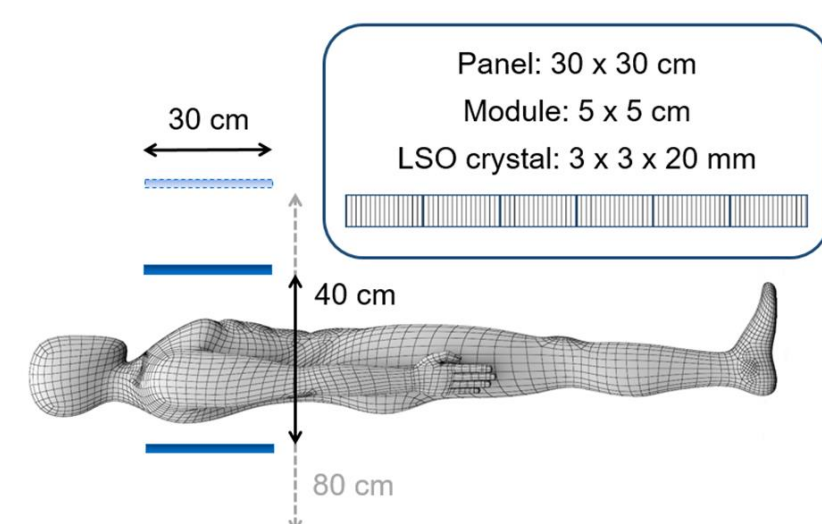 Panel: 30 x 30 cm
Module: 5 x 5 cm
LSO crystal: 3 x 3 x 20 mm
30 cm
40 cm
80 cm